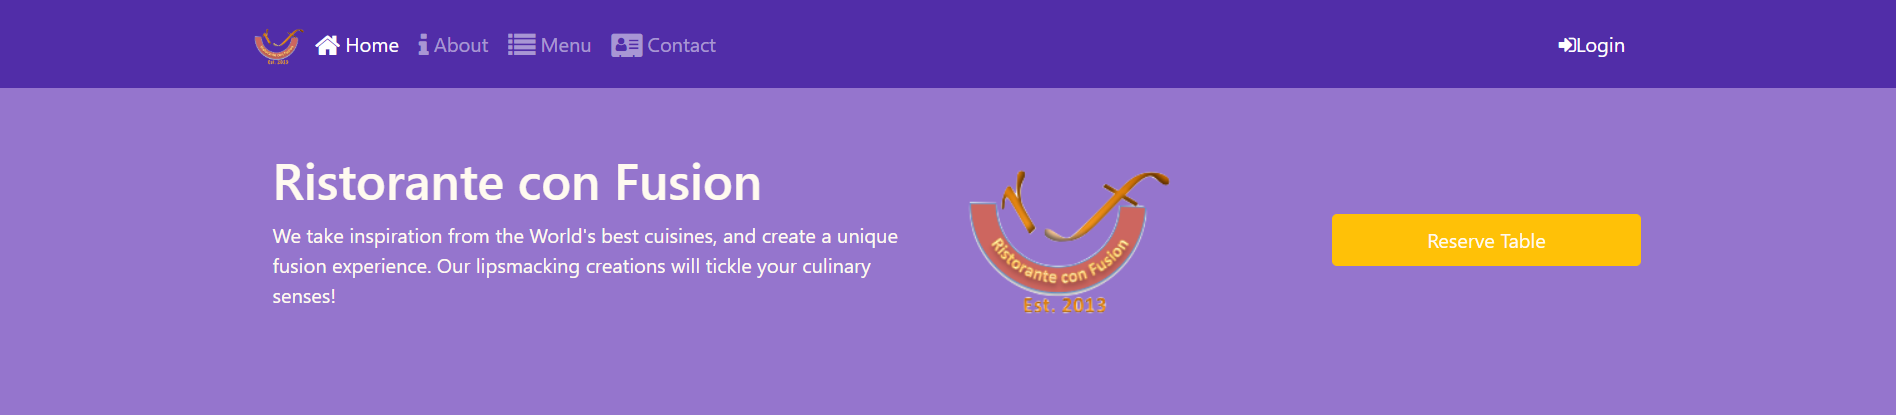 Home About Menu Contact Login
Ristorante con Fusion
We take inspiration from the World's best cuisines, and create a unique
fusion experience. Our lipsmacking creations will tickle your culinary
senses!
Ristorante con Fusion
Est. 2013
Reserve Table